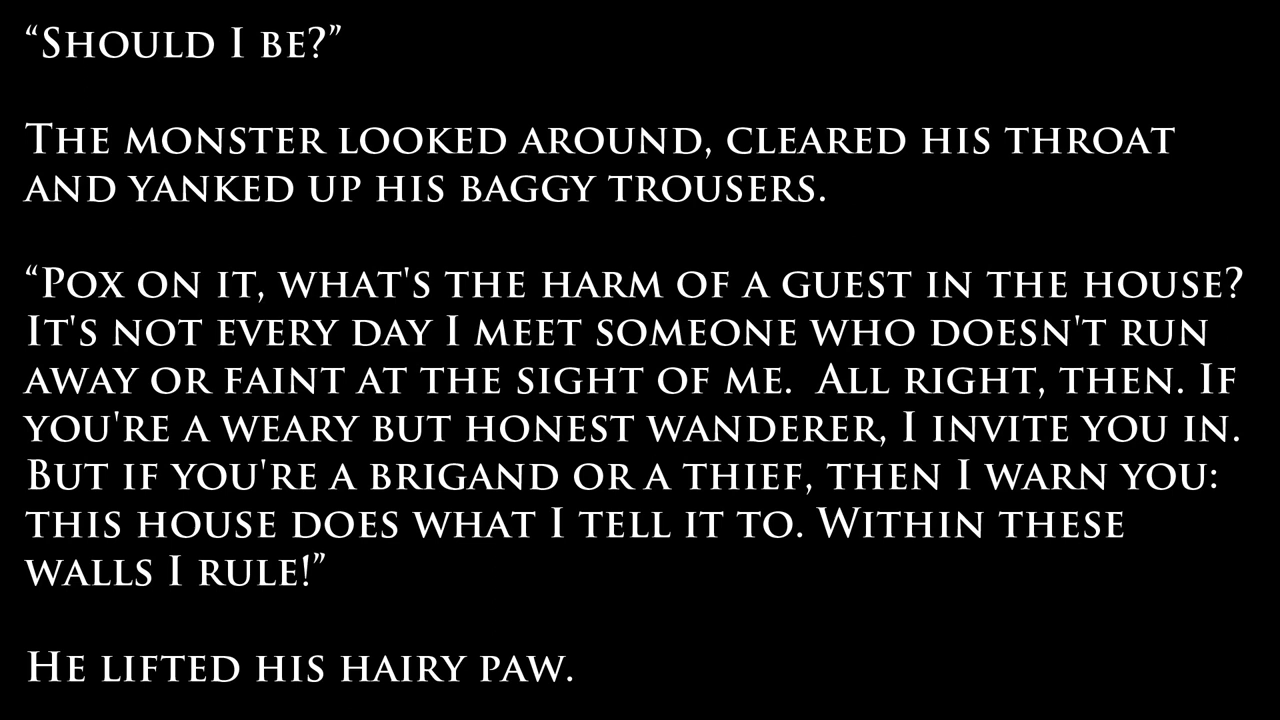 “Should I be?”
The monster looked around, cleared his throat
and yanked up his baggy trousers.
“Pox on it, what's the harm of a guest in the house?
It's not every day I meet someone who doesn't run
away or faint at the sight of me.  All right, then. If
you're a weary but honest wanderer, I invite you in.
But if you're a brigand or a thief, then I warn you:
this house does what I tell it to. Within these
walls I rule!”
He lifted his hairy paw.